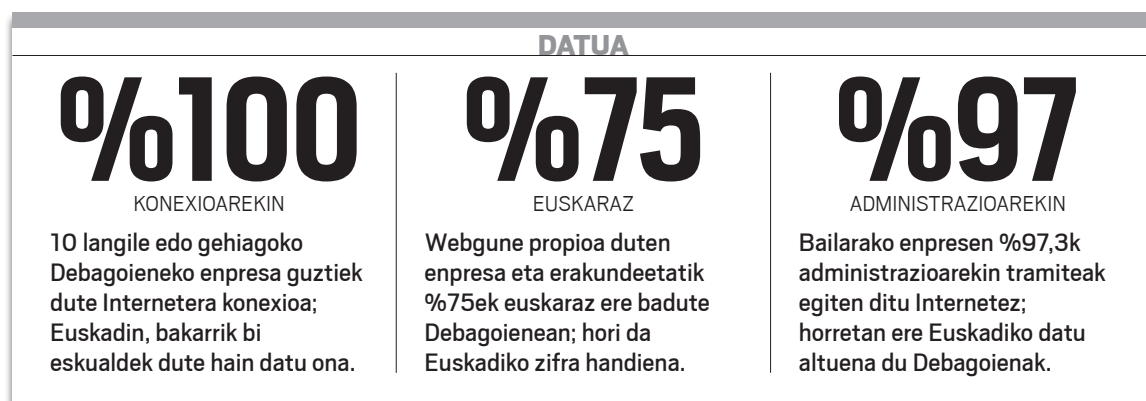 DATUA
%100
KONEXIOAREKIN
10 langile edo gehiagoko
Debagoieneko enpresa guztiek
dute Internetera konexioa;
Euskadin, bakarrik bi
eskualdek dute hain datu ona.
%75
EUSKARAZ
Webgune propioa duten
enpresa eta erakundeetatik
%75ek euskaraz ere badute
Debagoienean; hori da
Euskadiko zifra handiena.
%97
ADMINISTRAZIOAREKIN
Bailarako enpresen %97,3k
administrazioarekin tramiteak
egiten ditu Internetez;
horretan ere Euskadiko datu
altuena du Debagoienak.